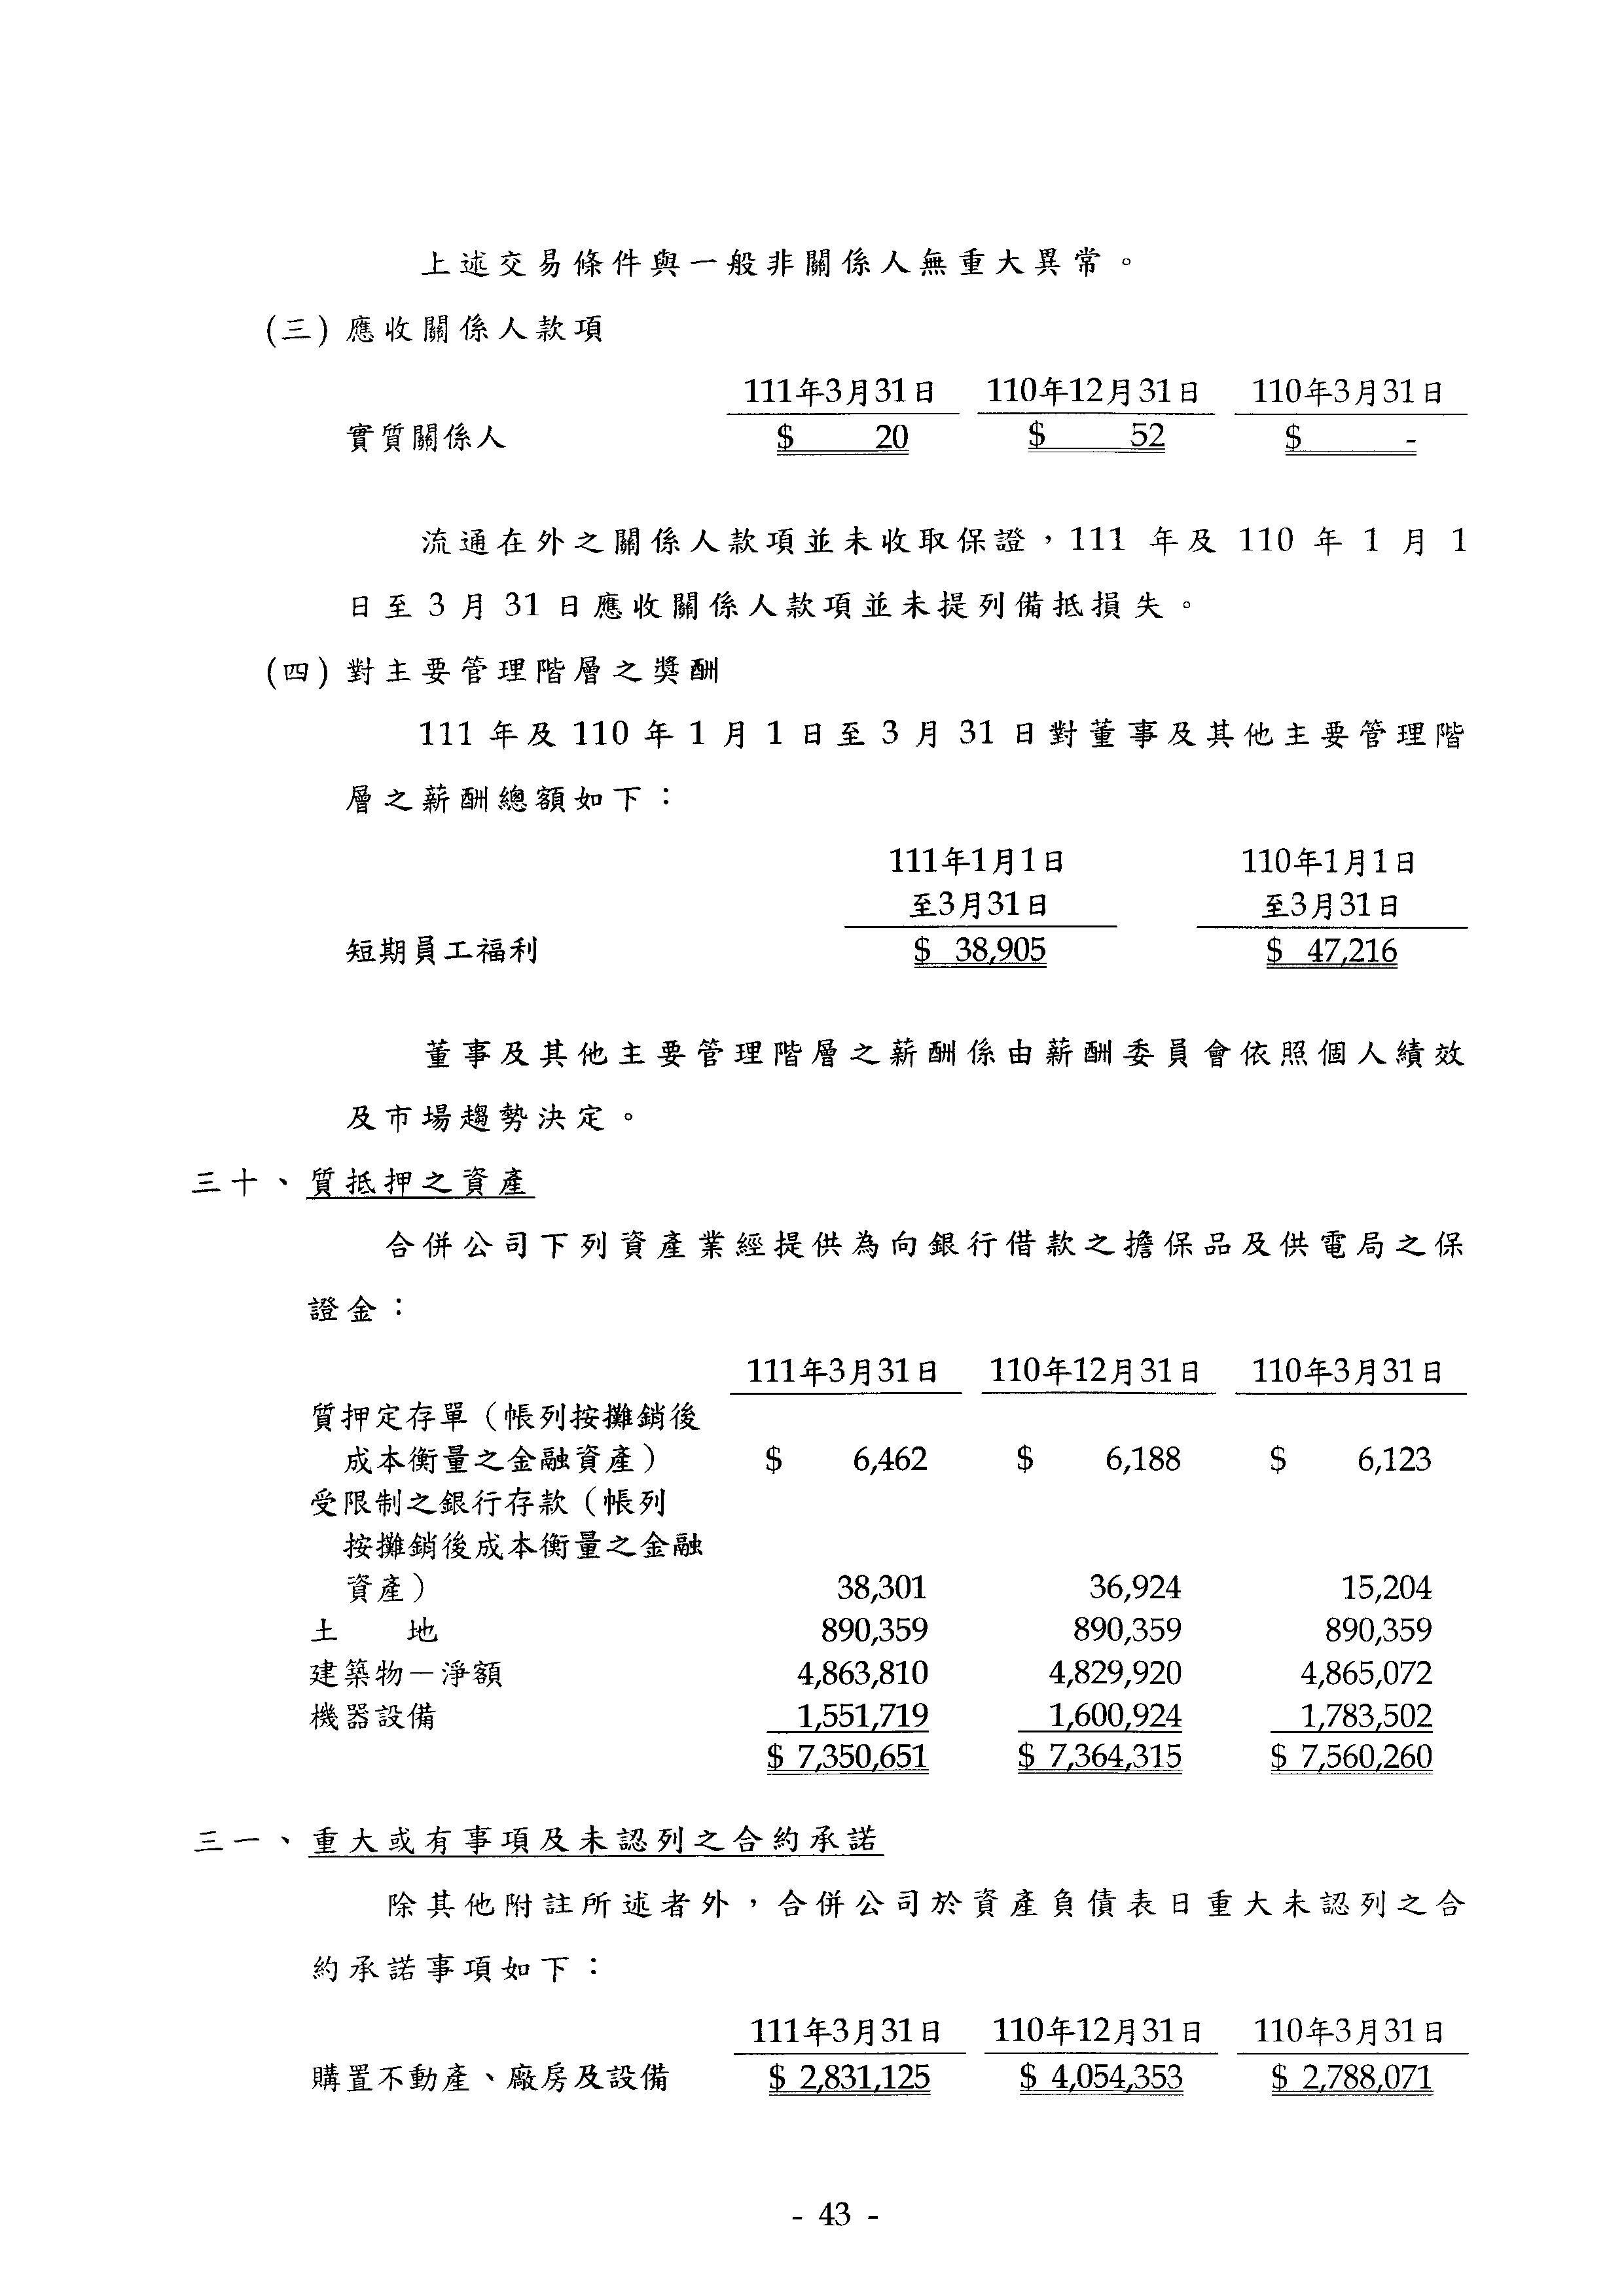 上述交易條件與一般非關係人無重大異常。
(三) 應收關係人款項
111年3月31日 110年12月31日 110年3月31日
實質關係人 $ 20 $ 52 $ -
流通在外之關係人款項並未收取保證，111 年及 110 年 1 月 1
日至 3 月 31 日應收關係人款項並未提列備抵損失。
(四) 對主要管理階層之獎酬
111 年及 110 年 1 月 1 日至 3 月 31 日對董事及其他主要管理階
層之薪酬總額如下：
111年1月1日 110年1月1日
至3月31日 至3月31日
短期員工福利 $ 38,905 $ 47,216
董事及其他主要管理階層之薪酬係由薪酬委員會依照個人績效
及市場趨勢決定。
三十、質抵押之資產
合併公司下列資產業經提供為向銀行借款之擔保品及供電局之保
證金：
111年3月31日 110年12月31日 110年3月31日
質押定存單（帳列按攤銷後
成本衡量之金融資產） $ 6,462 $ 6,188 $ 6,123
受限制之銀行存款（帳列
按攤銷後成本衡量之金融
資產） 38,301 36,924 15,204
土 地 890,359 890,359 890,359
建築物－淨額 4,863,810 4,829,920 4,865,072
機器設備 1,551,719 1,600,924 1,783,502
$ 7,350,651 $ 7,364,315 $ 7,560,260
三一、重大或有事項及未認列之合約承諾
除其他附註所述者外，合併公司於資產負債表日重大未認列之合
約承諾事項如下：
111年3月31日 110年12月31日 110年3月31日
購置不動產、廠房及設備 $ 2,831,125 $ 4,054,353 $ 2,788,071
- 43 -